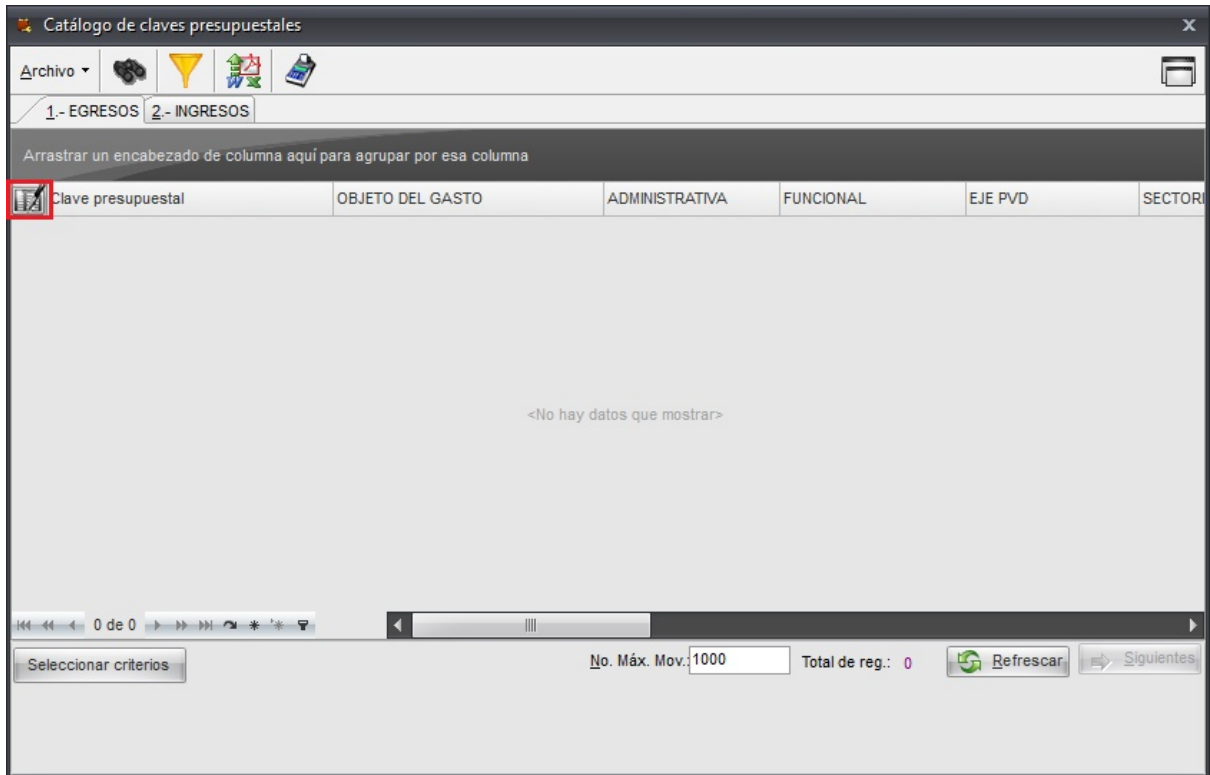 Catálogo de claves presupuestales
Archivo
1.- EGRESOS 2.- INGRESOS
Arrastrar un encabezado de columna aquí para agrupar por esa columna
Clave presupuestal OBJETO DEL GASTO ADMINISTRATIVA FUNCIONAL EJE PVD SECTORI
<No hay datos que mostrar>
0 de 0
Seleccionar criterios No. Máx. Mov.: 1000 Total de reg.: 0 Refrescar Siguientes